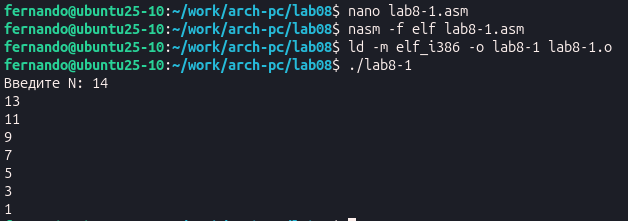 fernando@ubuntu25-10:~/work/arch-pc/lab08$ nano lab8-1.asm
fernando@ubuntu25-10:~/work/arch-pc/lab08$ nasm -f elf lab8-1.asm
fernando@ubuntu25-10:~/work/arch-pc/lab08$ ld -m elf_i386 -o lab8-1 lab8-1.o
fernando@ubuntu25-10:~/work/arch-pc/lab08$ ./lab8-1
Введите N: 14
13
11
9
7
5
3
1